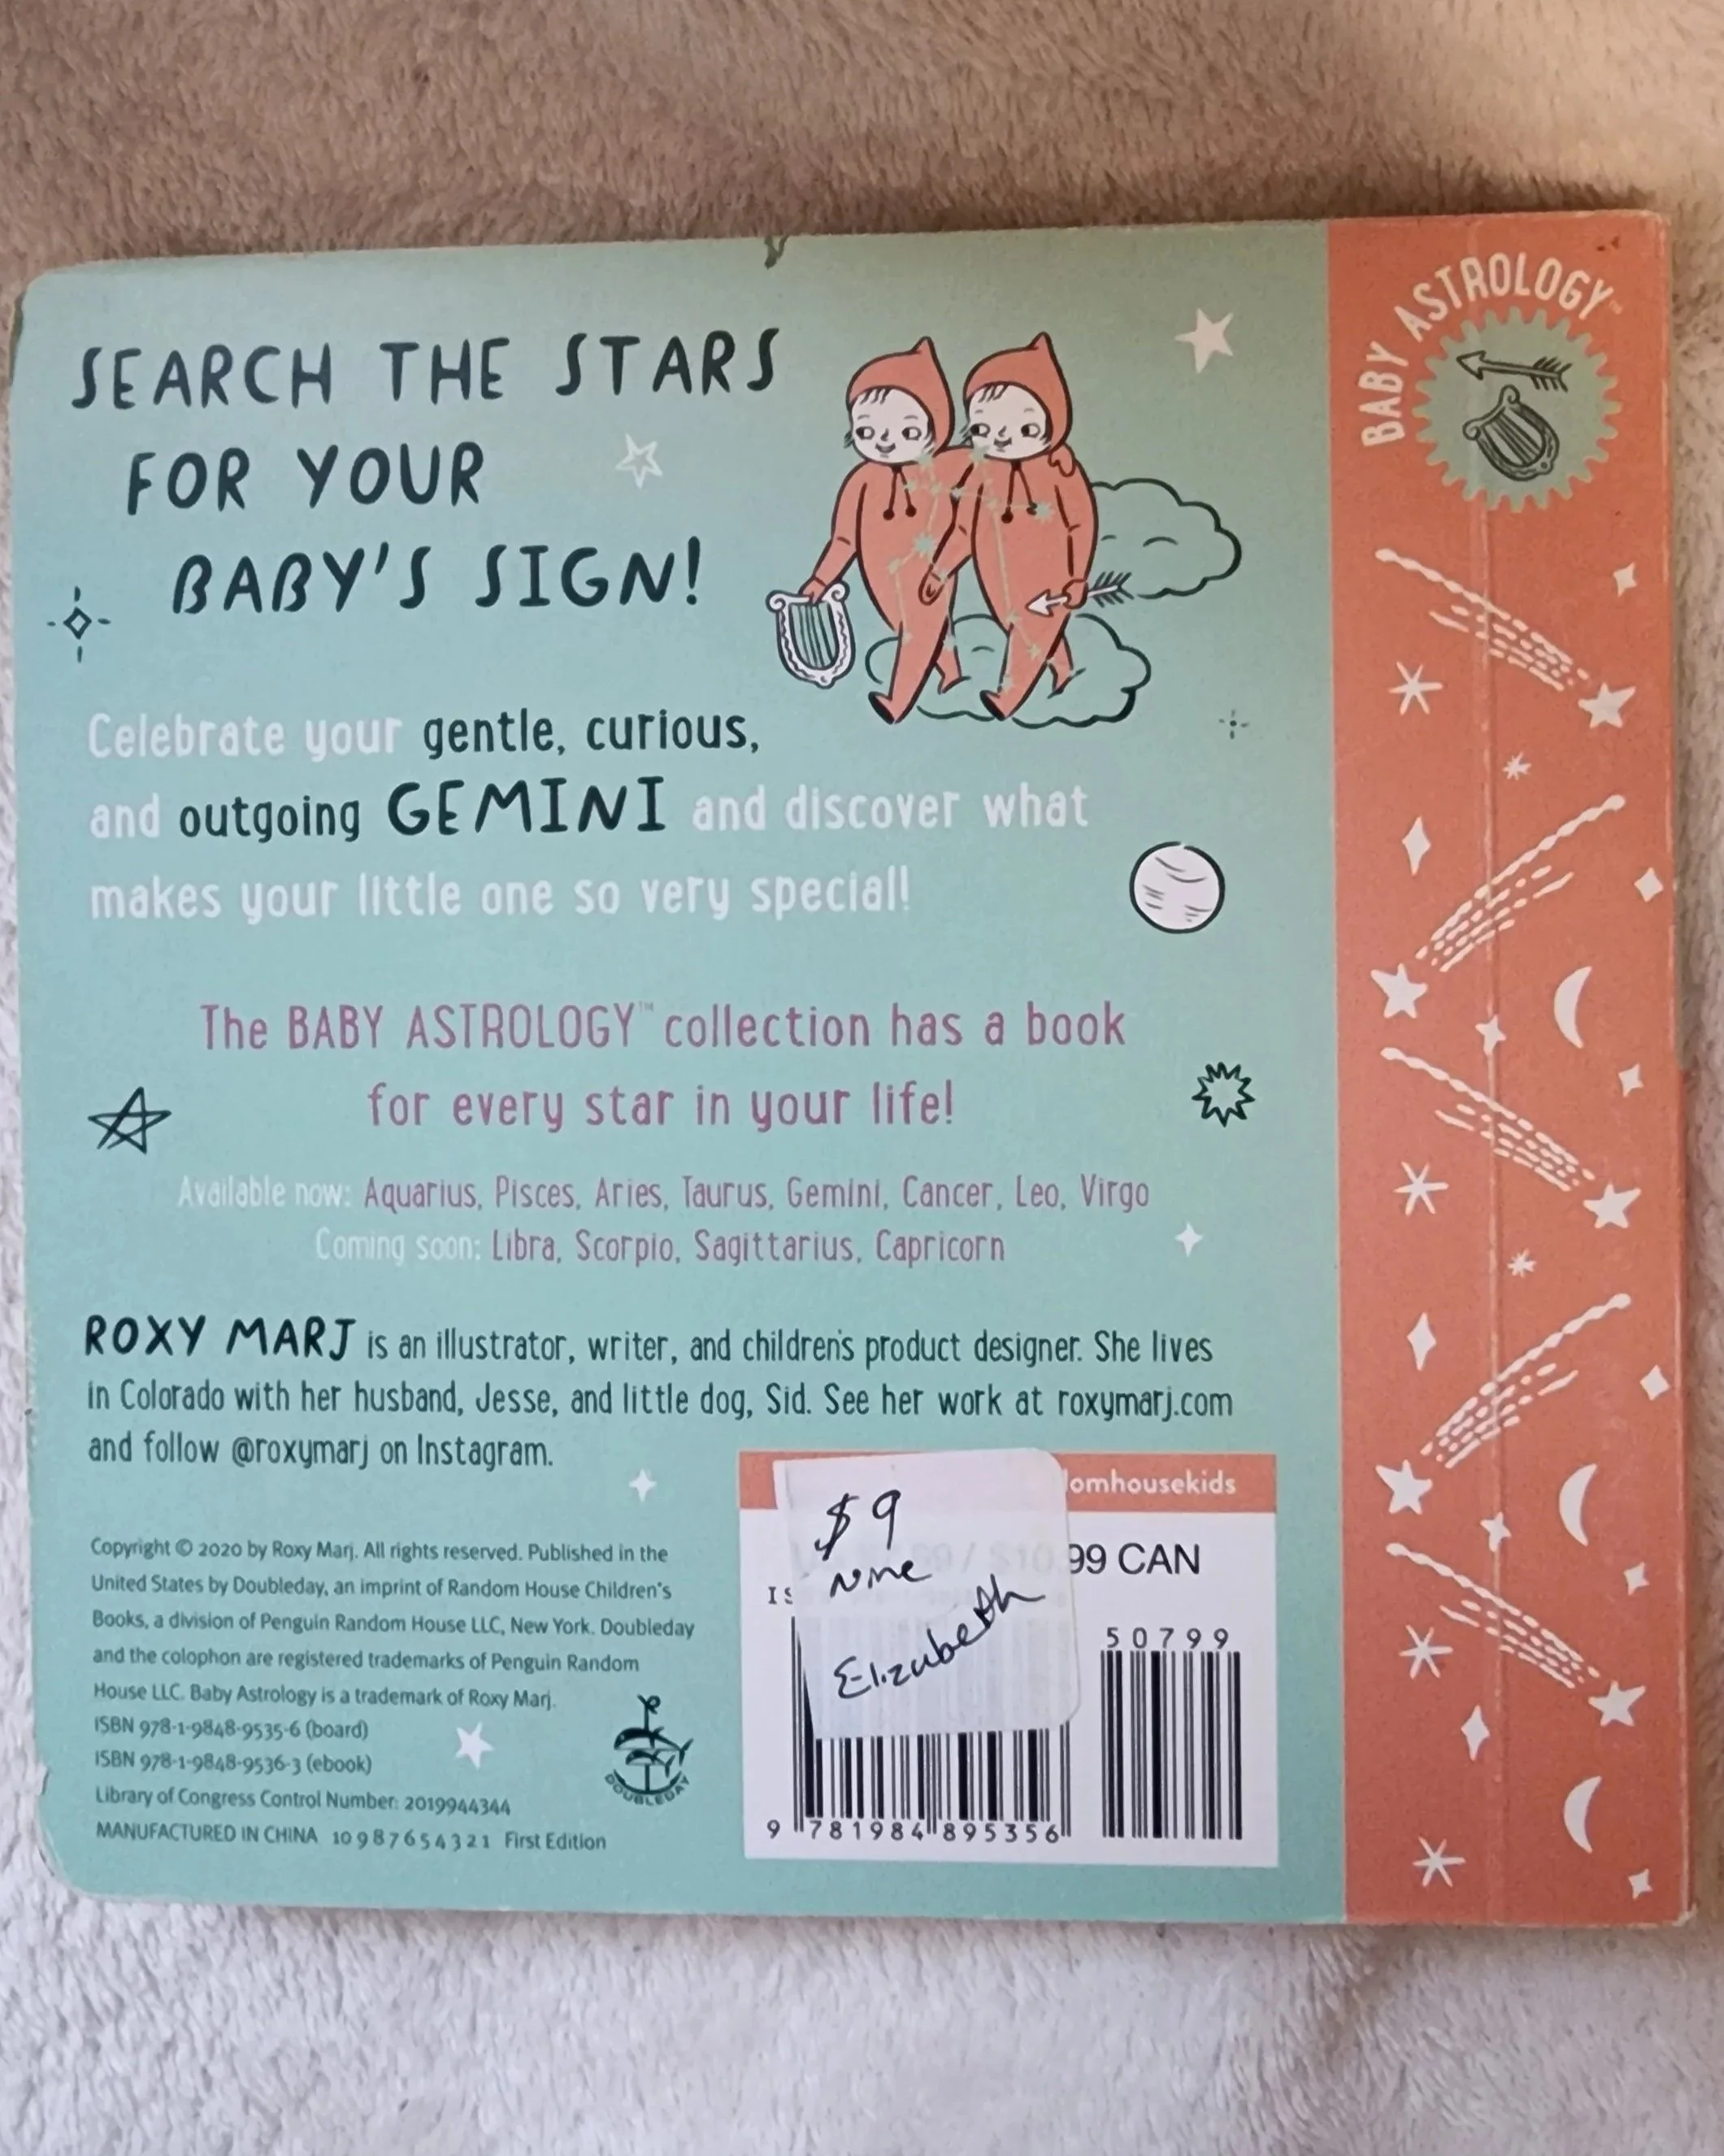 SEARCH THE STARS
FOR YOUR
BABY'S SIGN!
BABY ASTROLOGY™
Celebrate your gentle, curious,
and outgoing GEMINI and discover what
makes your little one so very special!
The BABY ASTROLOGY™ collection has a book
for every star in your life!
Available now: Aquarius, Pisces, Aries, Taurus, Gemini, Cancer, Leo, Virgo
Coming soon: Libra, Scorpio, Sagittarius, Capricorn
ROXY MARJ is an illustrator, writer, and children's product designer. She lives
in Colorado with her husband, Jesse, and little dog, Sid. See her work at roxymarj.com
and follow @roxymarj on Instagram.
Copyright © 2020 by Roxy Marj. All rights reserved. Published in the
United States by Doubleday, an imprint of Random House Children's
Books, a division of Penguin Random House LLC, New York. Doubleday
and the colophon are registered trademarks of Penguin Random
House LLC. Baby Astrology is a trademark of Roxy Marj.
ISBN 978-1-9848-9535-6 (board)
ISBN 978-1-9848-9536-3 (ebook)
Library of Congress Control Number: 2019944344
MANUFACTURED IN CHINA 10 9 8 7 6 5 4 3 2 1 First Edition
DOUBLEDAY
omhousekids
$9
Nine
Elizabeth
99 CAN
IS
50799
9 781984 895356